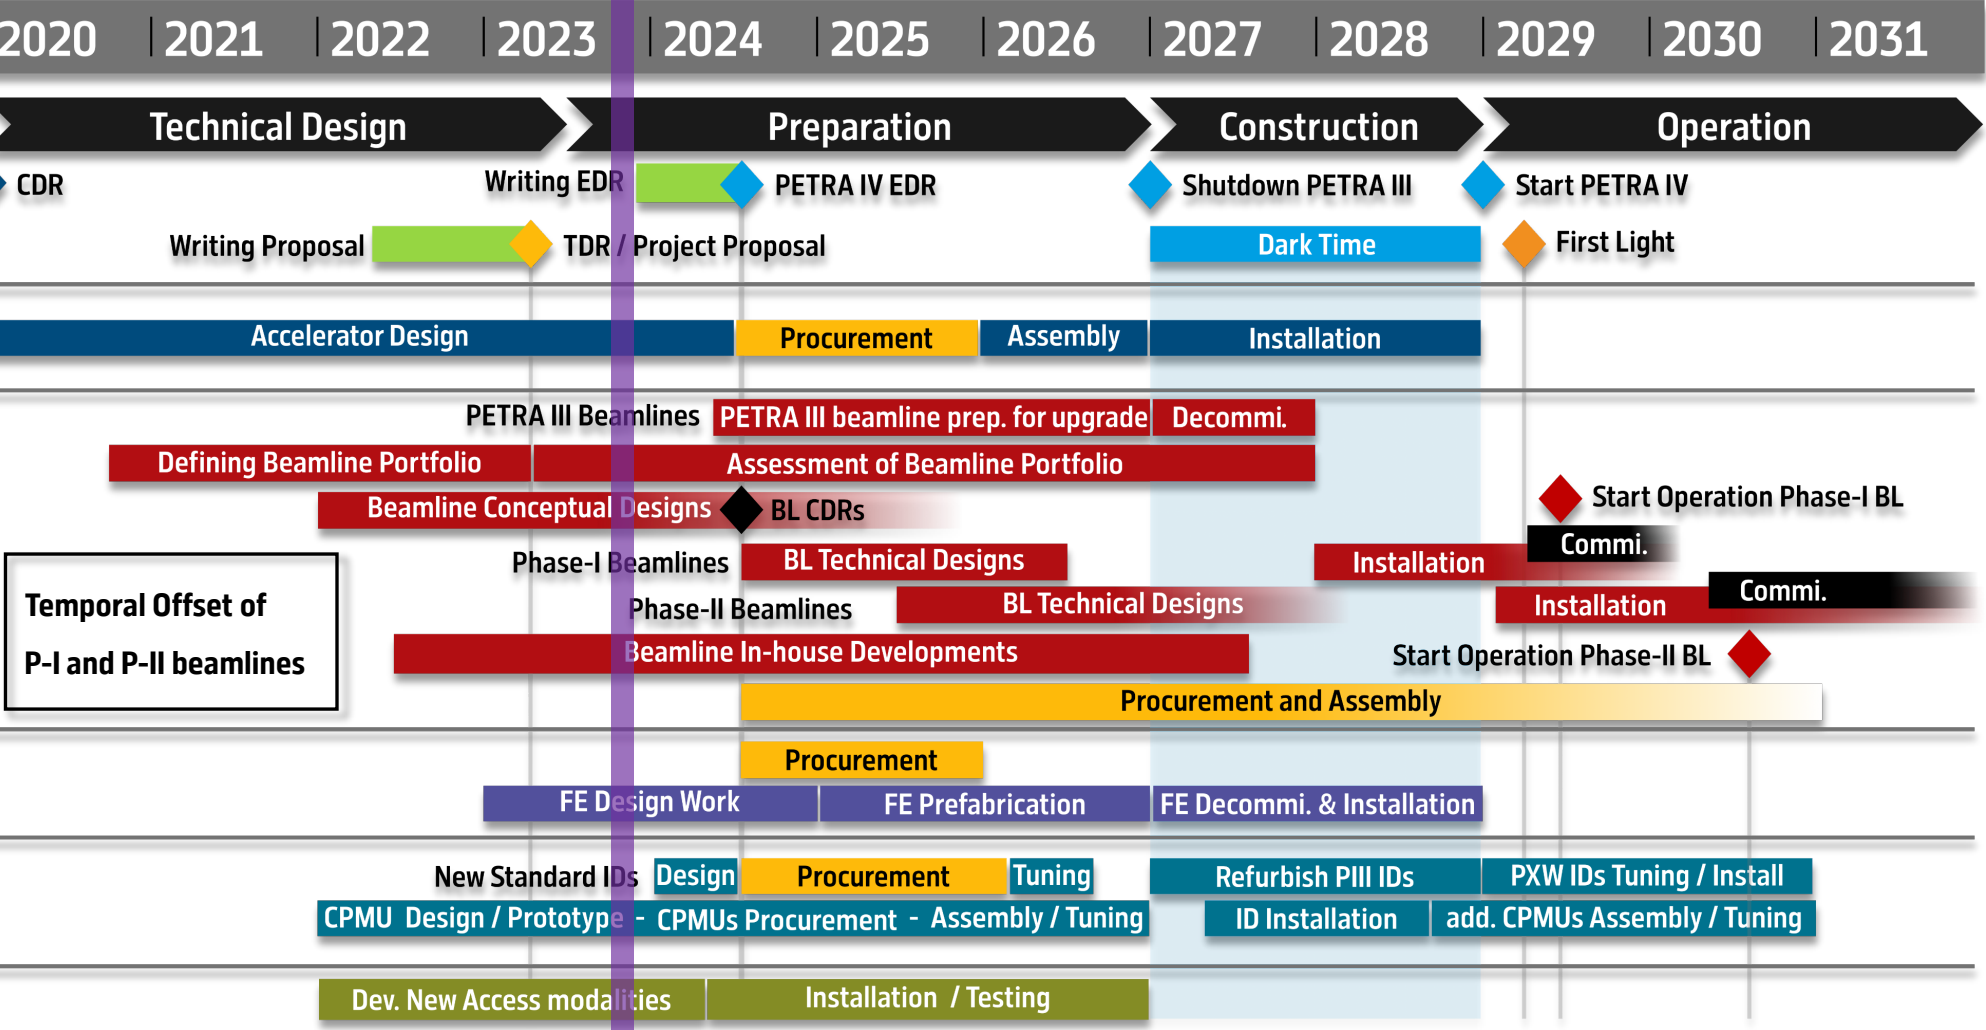 2020 2021 2022 2023 2024 2025 2026 2027 2028 2029 2030 2031
Technical Design Preparation Construction Operation
CDR Writing EDR PETRA IV EDR Shutdown PETRA III Start PETRA IV
Writing Proposal TDR / Project Proposal Dark Time First Light
Accelerator Design Procurement Assembly Installation
PETRA III Beamlines PETRA III beamline prep. for upgrade Decommi.
Defining Beamline Portfolio Assessment of Beamline Portfolio
Beamline Conceptual Designs BL CDRs Start Operation Phase-I BL
Commi.
Phase-I Beamlines BL Technical Designs Installation
Commi.
Phase-II Beamlines BL Technical Designs Installation
Temporal Offset of
P-I and P-II beamlines
Beamline In-house Developments Start Operation Phase-II BL
Procurement and Assembly
Procurement
FE Design Work FE Prefabrication FE Decommi. & Installation
New Standard IDs Design Procurement Tuning Refurbish PIII IDs PXW IDs Tuning / Install
CPMU Design / Prototype - CPMUs Procurement - Assembly / Tuning ID Installation add. CPMUs Assembly / Tuning
Dev. New Access modalities Installation / Testing